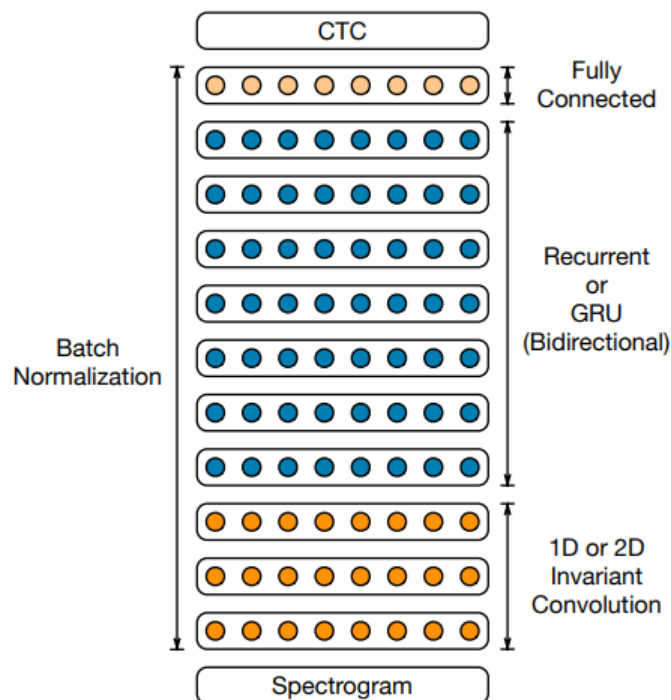 CTC
Fully
Connected
Recurrent
or
GRU
(Bidirectional)
Batch
Normalization
1D or 2D
Invariant
Convolution
Spectrogram